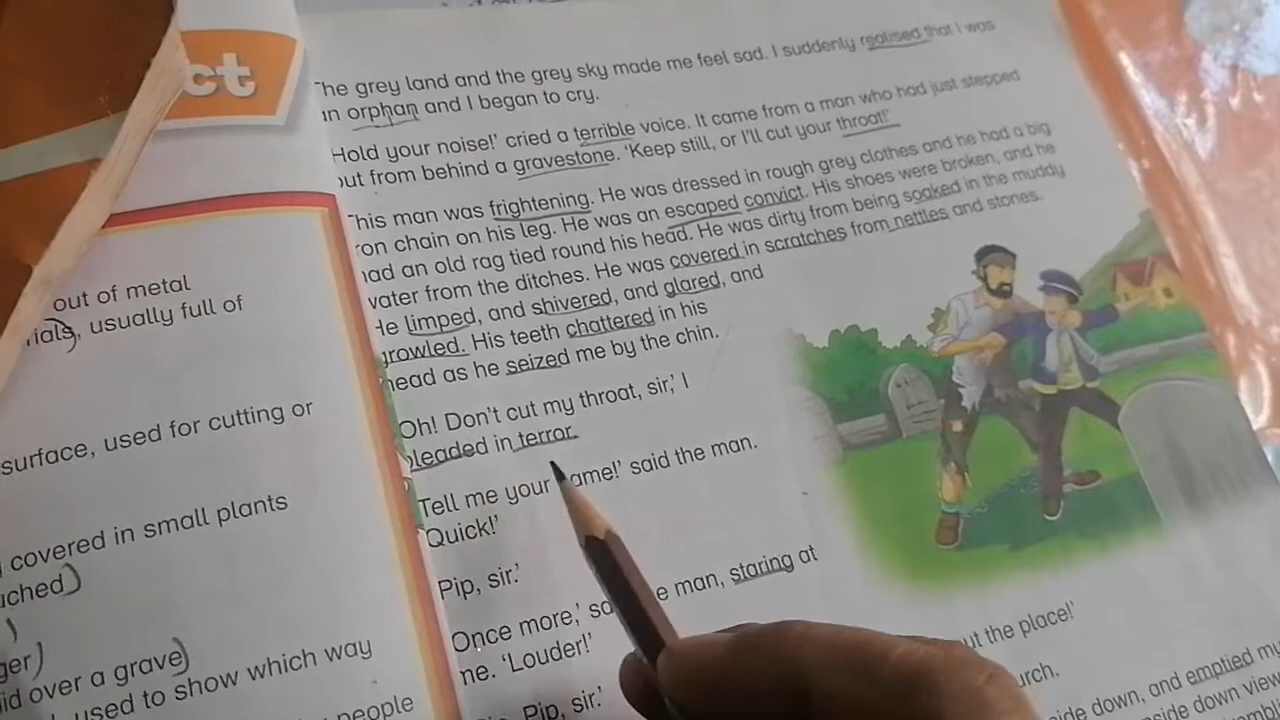 ct
The grey land and the grey sky made me feel sad. I suddenly realised that I was
an orphan and I began to cry.
Hold your noise!' cried a terrible voice. It came from a man who had just stepped
out from behind a gravestone. 'Keep still, or I'll cut your throat!'
This man was frightening. He was dressed in rough grey clothes and he had a big
iron chain on his leg. He was an escaped convict. His shoes were broken, and he
had an old rag tied round his head. He was dirty from being soaked in the muddy
water from the ditches. He was covered in scratches from nettles and stones.
He limped, and shivered, and glared, and
growled. His teeth chattered in his
head as he seized me by the chin.
Oh! Don't cut my throat, sir,' I
pleaded in terror.
Tell me your name!' said the man.
Quick!'
Pip, sir.'
Once more,' said the man, staring at
me. 'Louder!'
Pip, sir.'
out the place!'
side down, and emptied my
side down view
out of metal
rials, usually full of
surface, used for cutting or
covered in small plants
ched)
ger)
id over a grave)
used to show which way
people